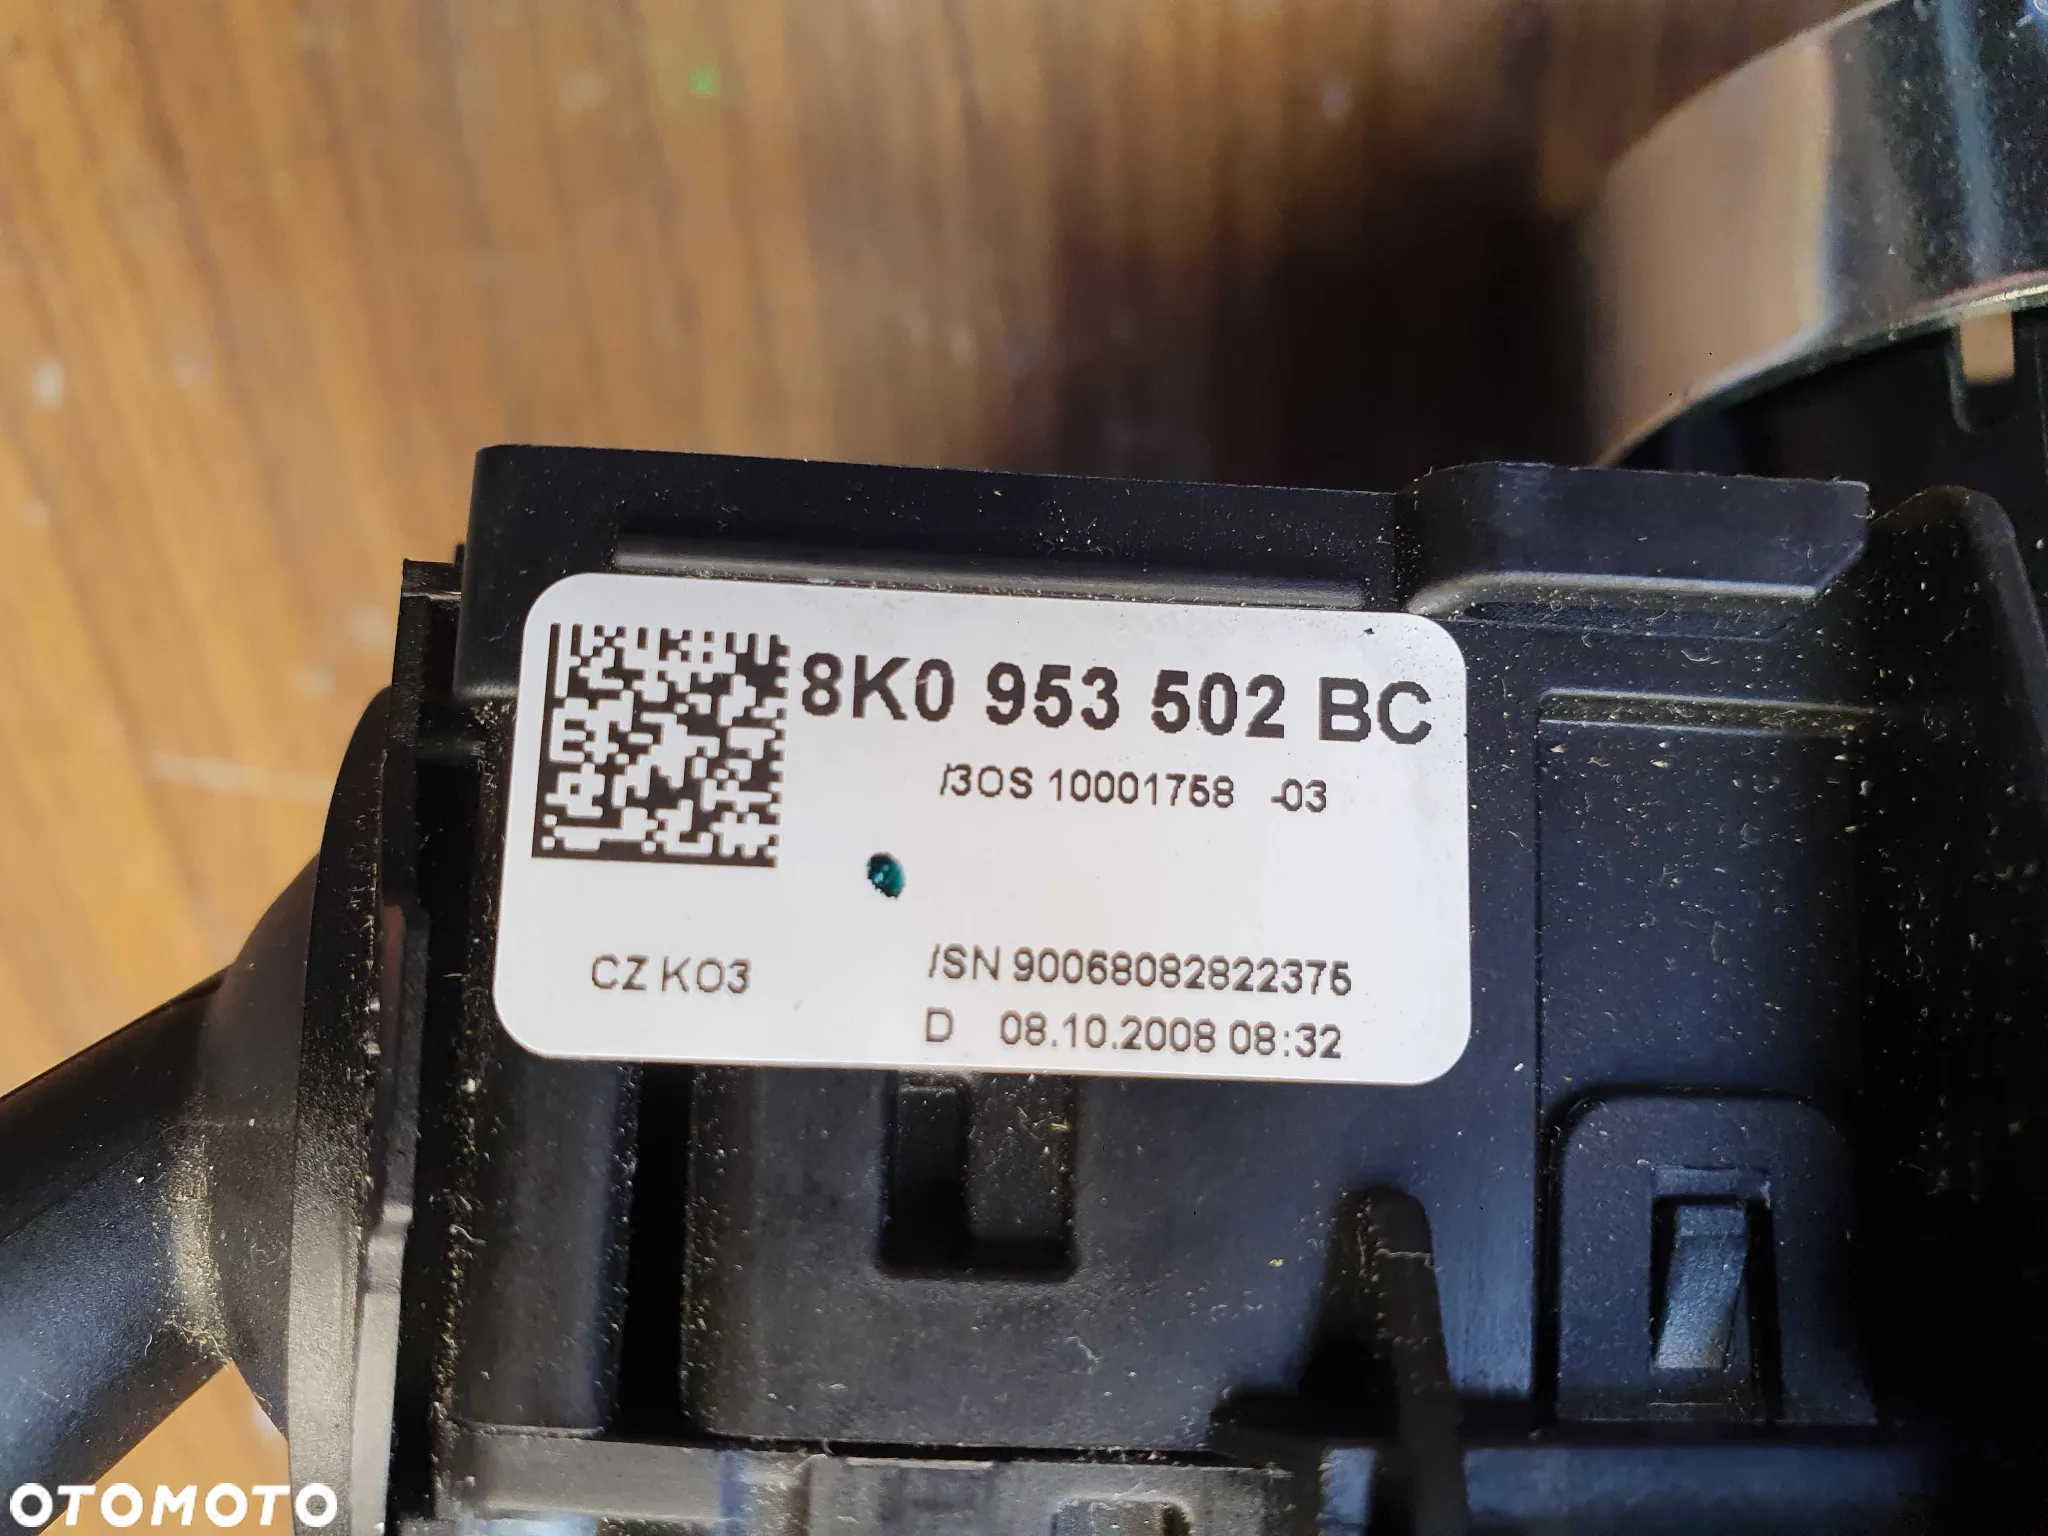 8K0 953 502 BC
/3OS 10001758 -03
CZ K03
/SN 90068082822375
D 08.10.2008 08:32
OTOMOTO